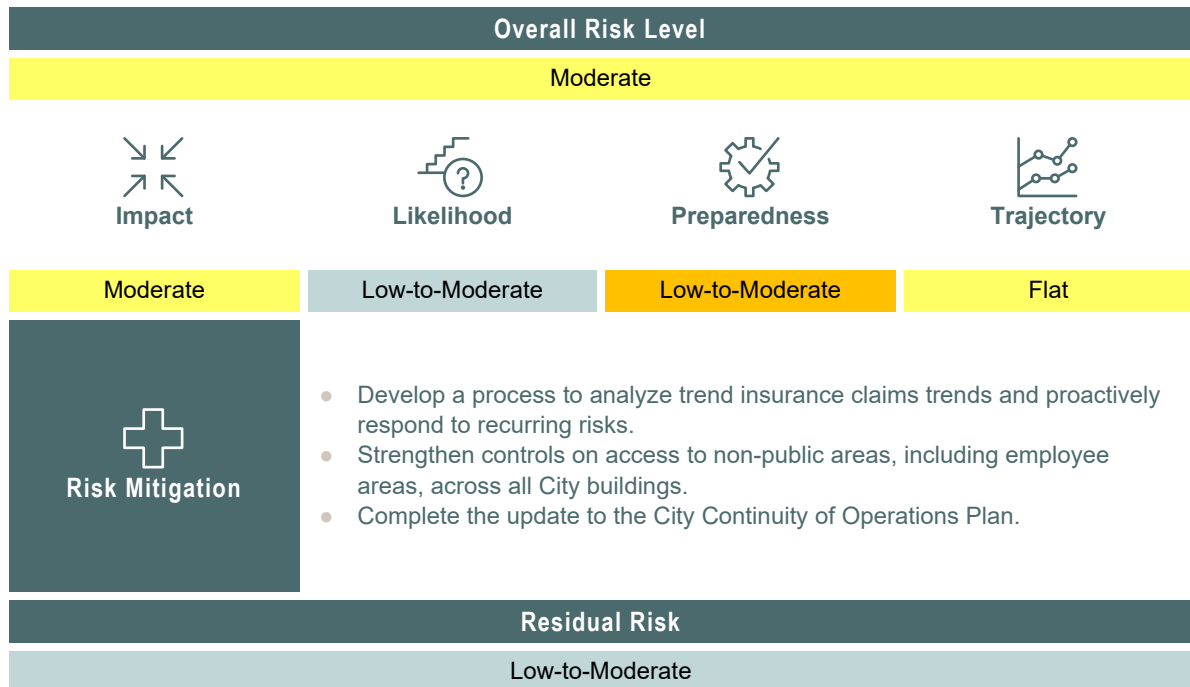 Overall Risk Level
Moderate
Impact
Likelihood
Preparedness
Trajectory
Moderate
Low-to-Moderate
Low-to-Moderate
Flat
Risk Mitigation
● Develop a process to analyze trend insurance claims trends and proactively
respond to recurring risks.
● Strengthen controls on access to non-public areas, including employee
areas, across all City buildings.
● Complete the update to the City Continuity of Operations Plan.
Residual Risk
Low-to-Moderate